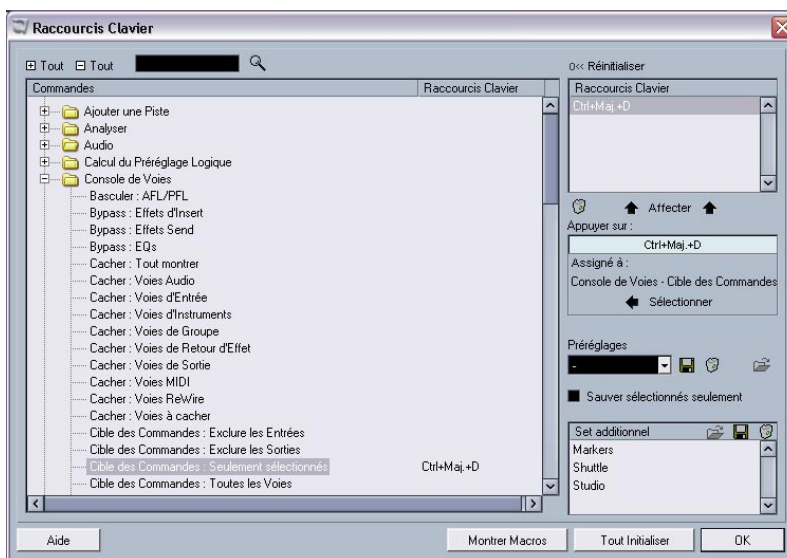 Raccourcis Clavier
Tout Tout
0<< Réinitialiser
Commandes Raccourcis Clavier
Ajouter une Piste
Analyser
Audio
Calcul du Préréglage Logique
Console de Voies
Basculer : AFL/PFL
Bypass : Effets d'Insert
Bypass : Effets Send
Bypass : EQs
Cacher : Tout montrer
Cacher : Voies Audio
Cacher : Voies d'Entrée
Cacher : Voies d'Instruments
Cacher : Voies de Groupe
Cacher : Voies de Retour d'Effet
Cacher : Voies de Sortie
Cacher : Voies MIDI
Cacher : Voies ReWire
Cacher : Voies à cacher
Cible des Commandes : Exclure les Entrées
Cible des Commandes : Exclure les Sorties
Cible des Commandes : Seulement sélectionnés Ctrl+Maj.+D
Cible des Commandes : Toutes les Voies
Raccourcis Clavier
Ctrl+Maj.+D
Affecter
Appuyer sur :
Ctrl+Maj.+D
Assigné à :
Console de Voies - Cible des Commandes
Sélectionner
Préréglages
-
Sauver sélectionnés seulement
Set additionnel
Markers
Shuttle
Studio
Aide
Montrer Macros
Tout Initialiser
OK